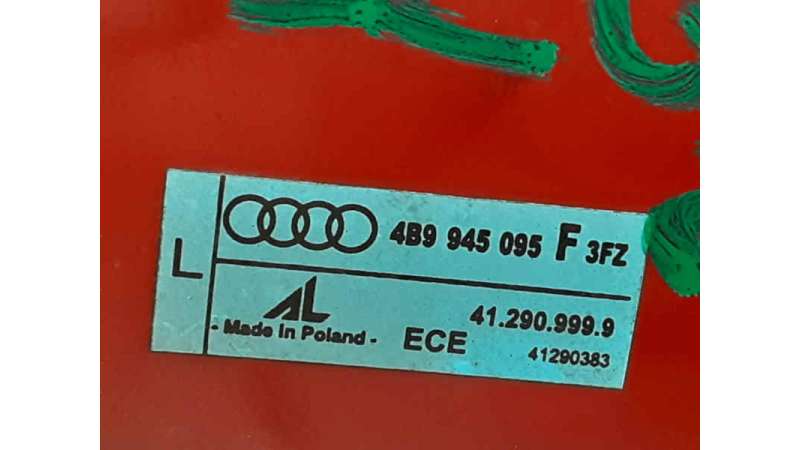 L
4B9 945 095 F 3FZ
AL
- Made in Poland -
ECE
41.290.999.9
41290383